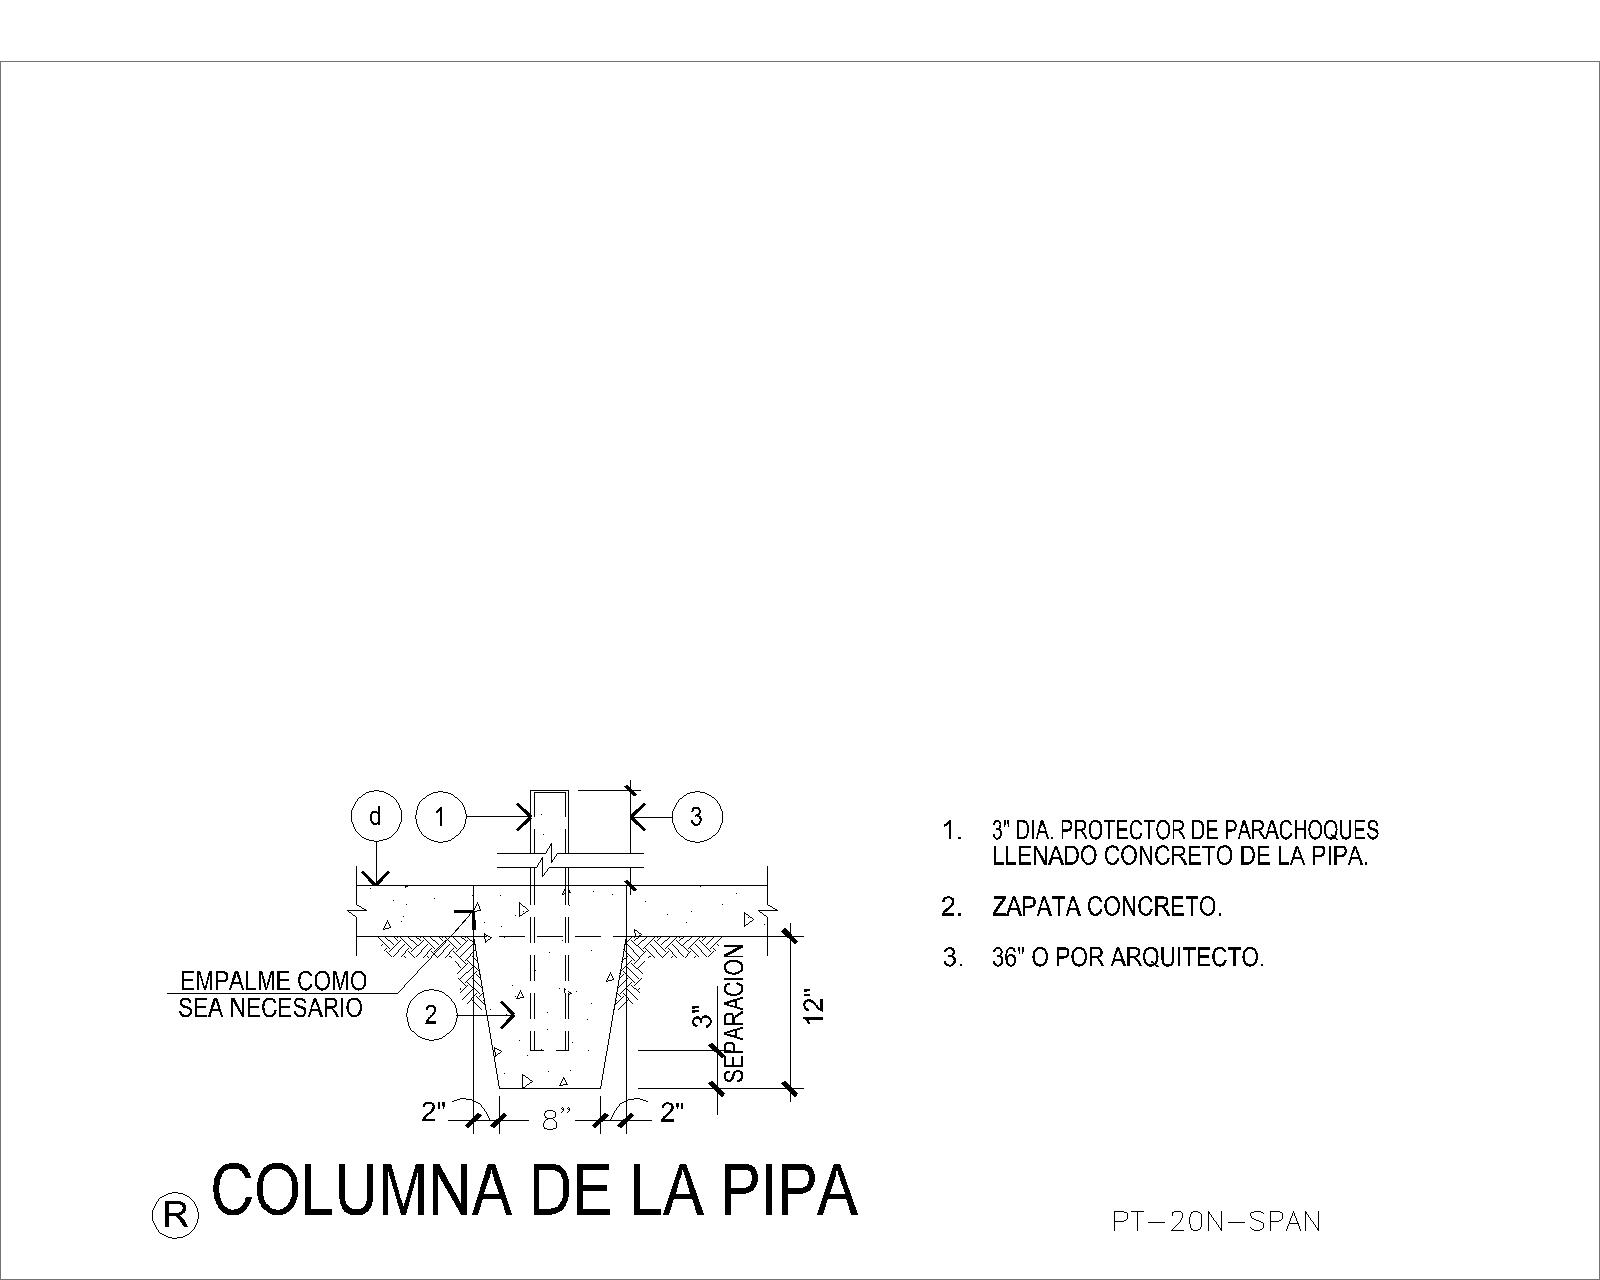 d
1
3
1. 3" DIA. PROTECTOR DE PARACHOQUES
LLENADO CONCRETO DE LA PIPA.
2. ZAPATA CONCRETO.
3. 36" O POR ARQUITECTO.
EMPALME COMO
SEA NECESARIO
2
3"
SEPARACION
12"
2"
8"
2"
R
COLUMNA DE LA PIPA
PT-20N-SPAN